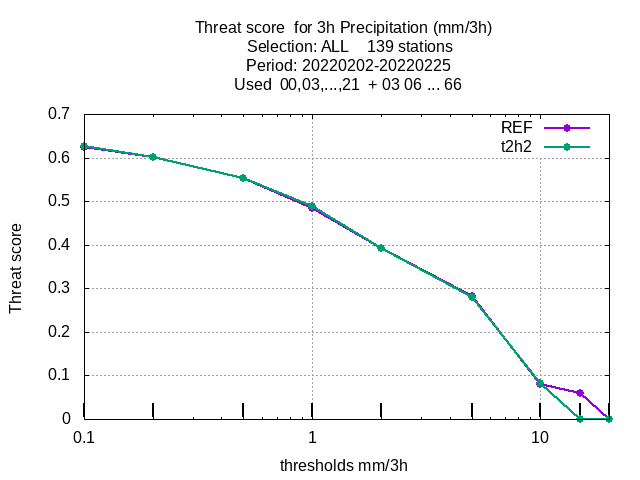 Threat score  for 3h Precipitation (mm/3h)
Selection: ALL    139 stations
Period: 20220202-20220225
Used  00,03,...,21  + 03 06 ... 66
REF
t2h2
0.7
0.6
0.5
0.4
0.3
0.2
0.1
0
Threat score
0.1 1 10
thresholds mm/3h